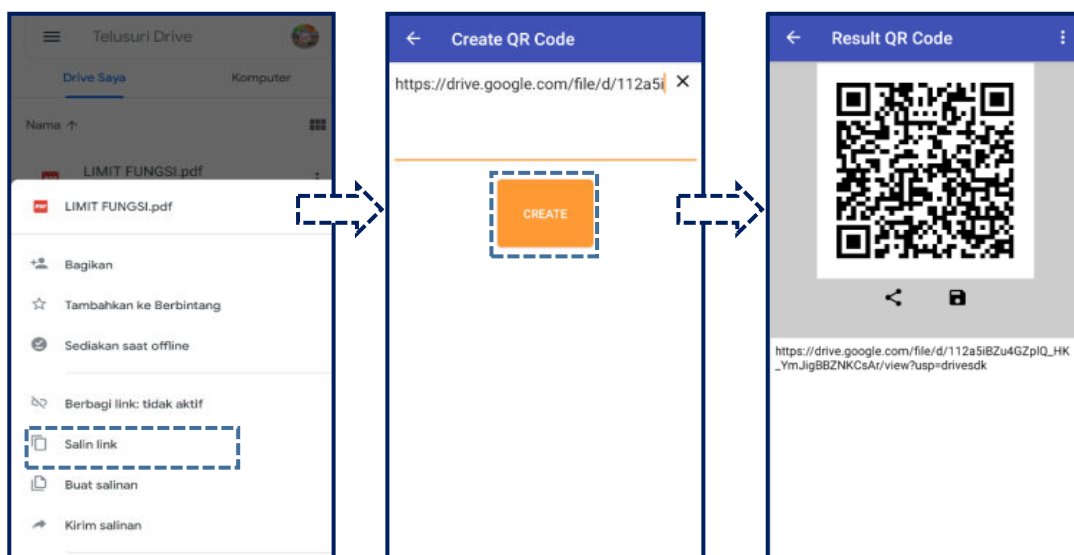 Telusuri Drive
Drive Saya
Komputer
Nama
LIMIT FUNGSI.pdf
LIMIT FUNGSI.pdf
Bagikan
Tambahkan ke Berbintang
Sediakan saat offline
Berbagi link: tidak aktif
Salin link
Buat salinan
Kirim salinan
Create QR Code
https://drive.google.com/file/d/112a5i
CREATE
Result QR Code
https://drive.google.com/file/d/112a5iBZu4GZplQ_HK
_YmJigBBZNKCsAr/view?usp=drivesdk